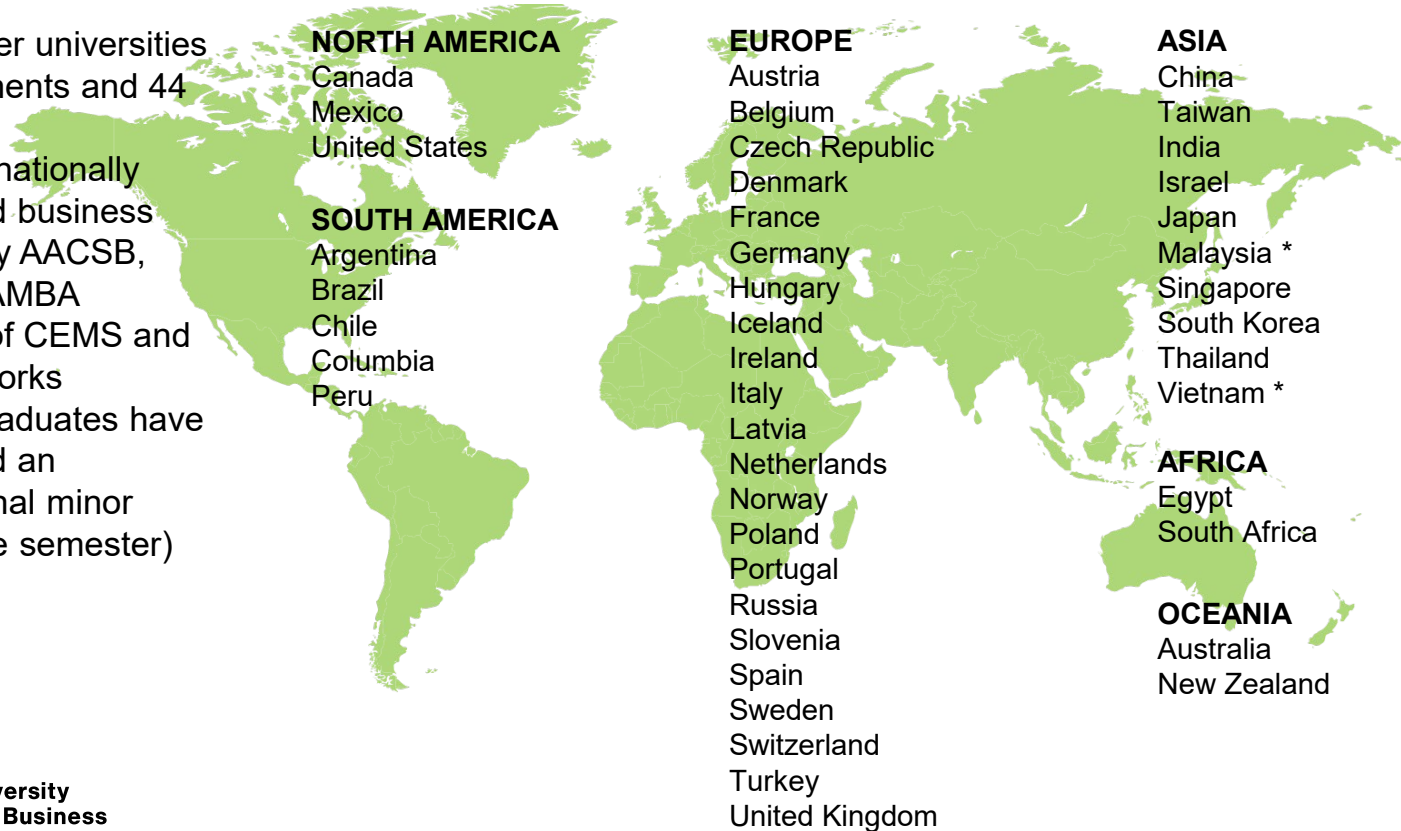 er universities
nents and 44
nationally
d business
y AACSB,
AMBA
of CEMS and
orks
aduates have
d an
nal minor
e semester)
NORTH AMERICA
Canada
Mexico
United States
SOUTH AMERICA
Argentina
Brazil
Chile
Columbia
Peru
EUROPE
Austria
Belgium
Czech Republic
Denmark
France
Germany
Hungary
Iceland
Ireland
Italy
Latvia
Netherlands
Norway
Poland
Portugal
Russia
Slovenia
Spain
Sweden
Switzerland
Turkey
United Kingdom
ASIA
China
Taiwan
India
Israel
Japan
Malaysia *
Singapore
South Korea
Thailand
Vietnam *
AFRICA
Egypt
South Africa
OCEANIA
Australia
New Zealand
versity
Business